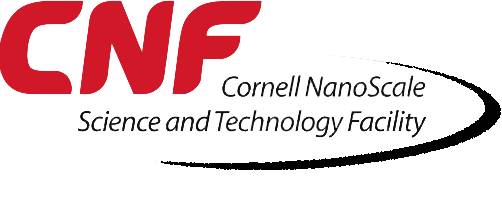 CNF
Cornell NanoScale
Science and Technology Facility